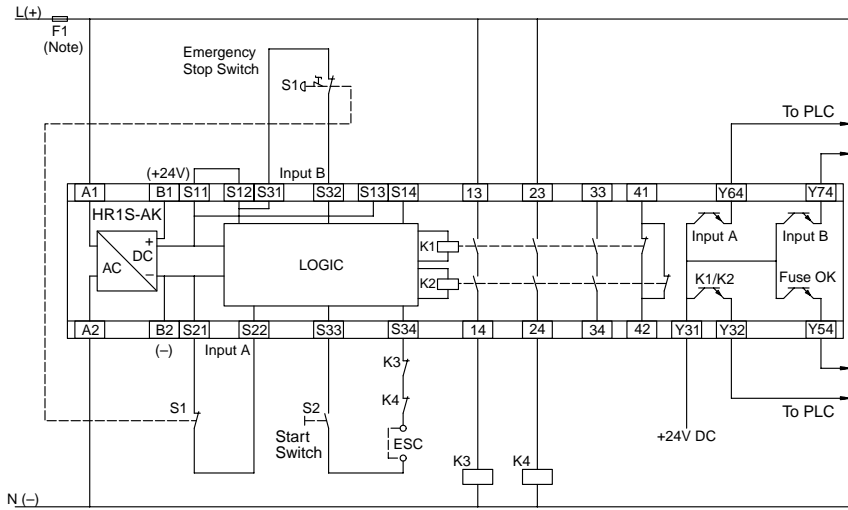 L(+)
F1
(Note)
Emergency
Stop Switch
S1
To PLC
(+24V)
Input B
A1 B1 S11 S12 S31 S32 S13 S14 13 23 33 41 Y64 Y74
HR1S-AK
AC
+
DC
–
LOGIC
K1
K2
Input A
Input B
K1/K2
Fuse OK
A2 B2 S21 S22 S33 S34 14 24 34 42 Y31 Y32 Y54
(–)
Input A
K3
K4
S1
S2
Start
Switch
ESC
To PLC
+24V DC
K3
K4
N (–)